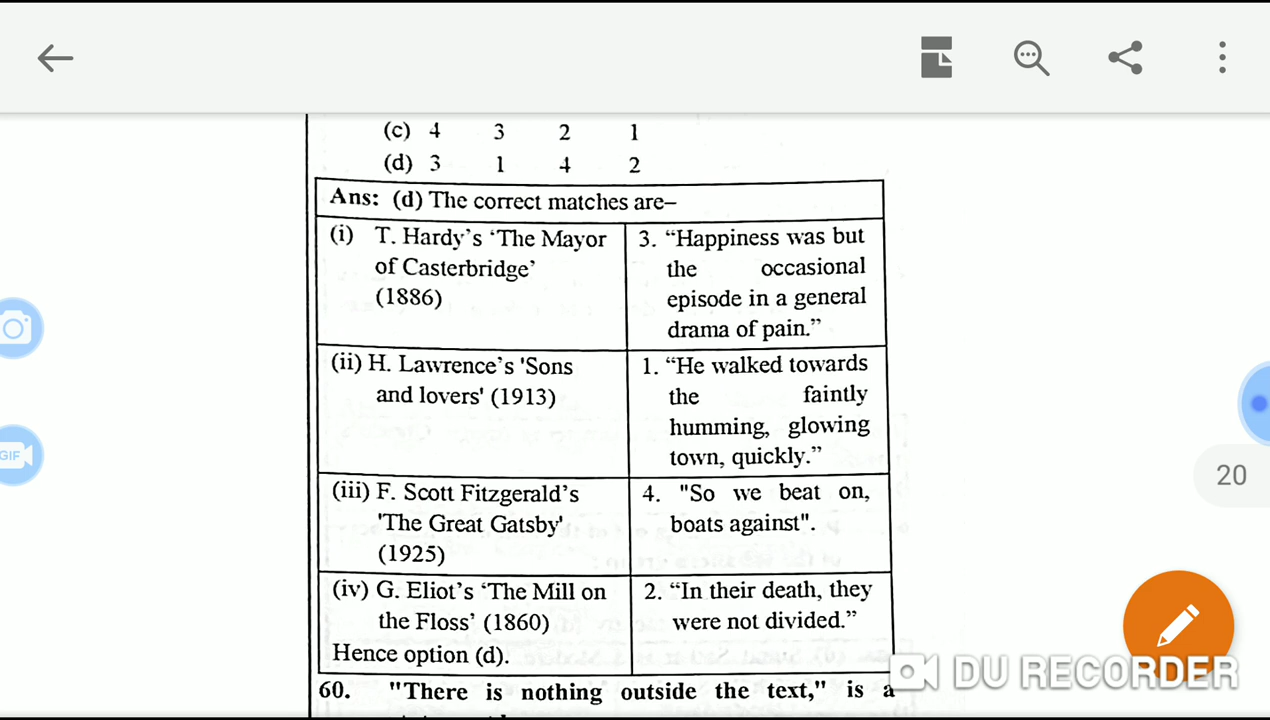 (c) 4 3 2 1
(d) 3 1 4 2
Ans: (d) The correct matches are–
(i) T. Hardy's 'The Mayor
of Casterbridge'
(1886)
3. "Happiness was but
the occasional
episode in a general
drama of pain."
(ii) H. Lawrence's 'Sons
and lovers' (1913)
1. "He walked towards
the faintly
humming, glowing
town, quickly."
(iii) F. Scott Fitzgerald's
'The Great Gatsby'
(1925)
4. "So we beat on,
boats against".
(iv) G. Eliot's 'The Mill on
the Floss' (1860)
2. "In their death, they
were not divided."
Hence option (d).
60. "There is nothing outside the text," is a
GIF
20
DU RECORDER